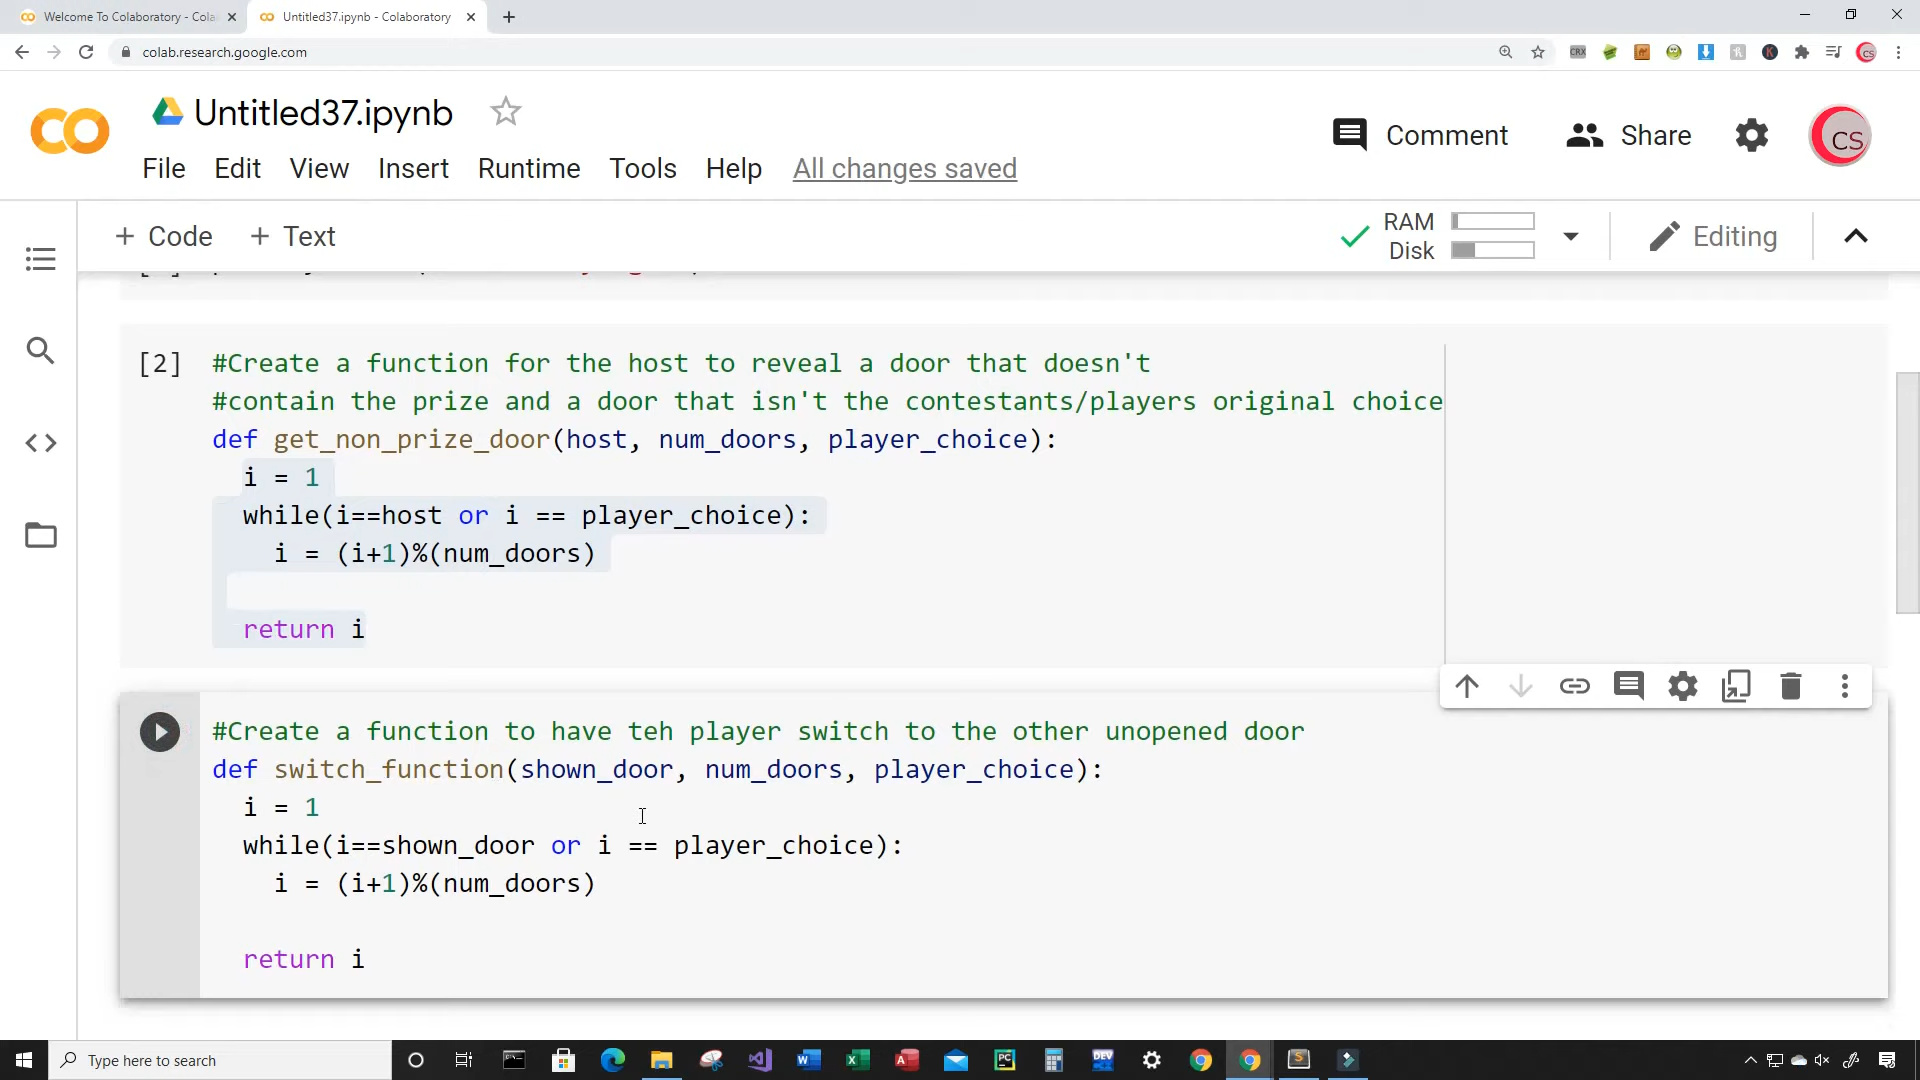 Welcome To Colaboratory - Cola
Untitled37.ipynb - Colaboratory
colab.research.google.com
CRX
K
CS
Untitled37.ipynb
Comment
Share
CS
File Edit View Insert Runtime Tools Help All changes saved
+ Code + Text
RAM
Disk
Editing
[2] #Create a function for the host to reveal a door that doesn't
#contain the prize and a door that isn't the contestants/players original choice
def get_non_prize_door(host, num_doors, player_choice):
i = 1
while(i==host or i == player_choice):
i = (i+1)%(num_doors)
return i
#Create a function to have teh player switch to the other unopened door
def switch_function(shown_door, num_doors, player_choice):
i = 1
while(i==shown_door or i == player_choice):
i = (i+1)%(num_doors)
return i
Type here to search
PC
DEV